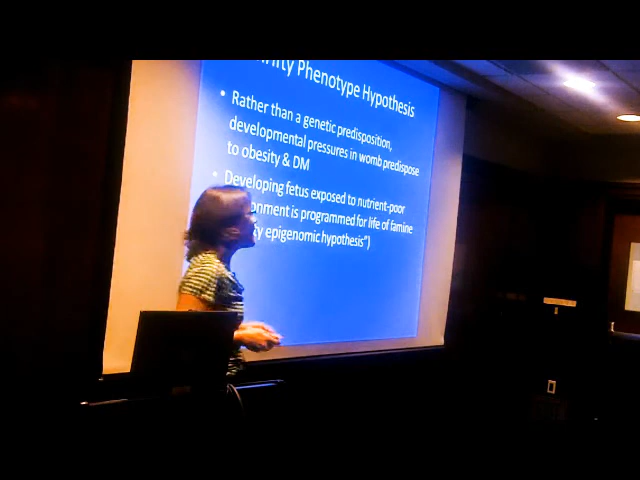 Phenotype Hypothesis
• Rather than a genetic predisposition,
developmental pressures in womb predispose
to obesity & DM
• Developing fetus exposed to nutrient-poor
is programmed for life of famine
epigenomic hypothesis”)